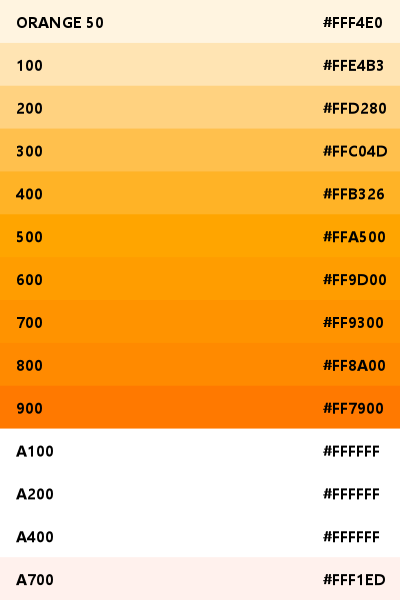 ORANGE 50 #FFF4E0
100 #FFE4B3
200 #FFD280
300 #FFC04D
400 #FFB326
500 #FFA500
600 #FF9D00
700 #FF9300
800 #FF8A00
900 #FF7900
A100 #FFFFFF
A200 #FFFFFF
A400 #FFFFFF
A700 #FFF1ED